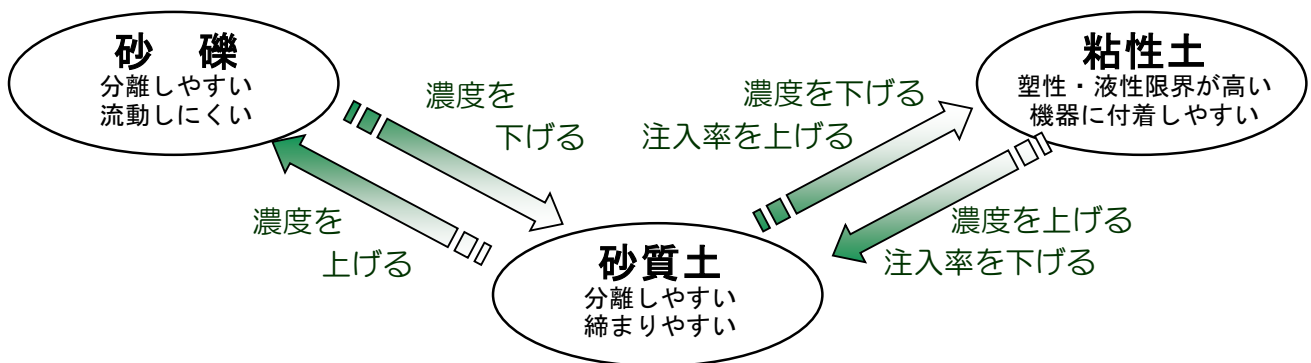 砂　礫
分離しやすい
流動しにくい
濃度を
下げる
濃度を
上げる
砂質土
分離しやすい
締まりやすい
濃度を下げる
注入率を上げる
濃度を上げる
注入率を下げる
粘性土
塑性・液性限界が高い
機器に付着しやすい